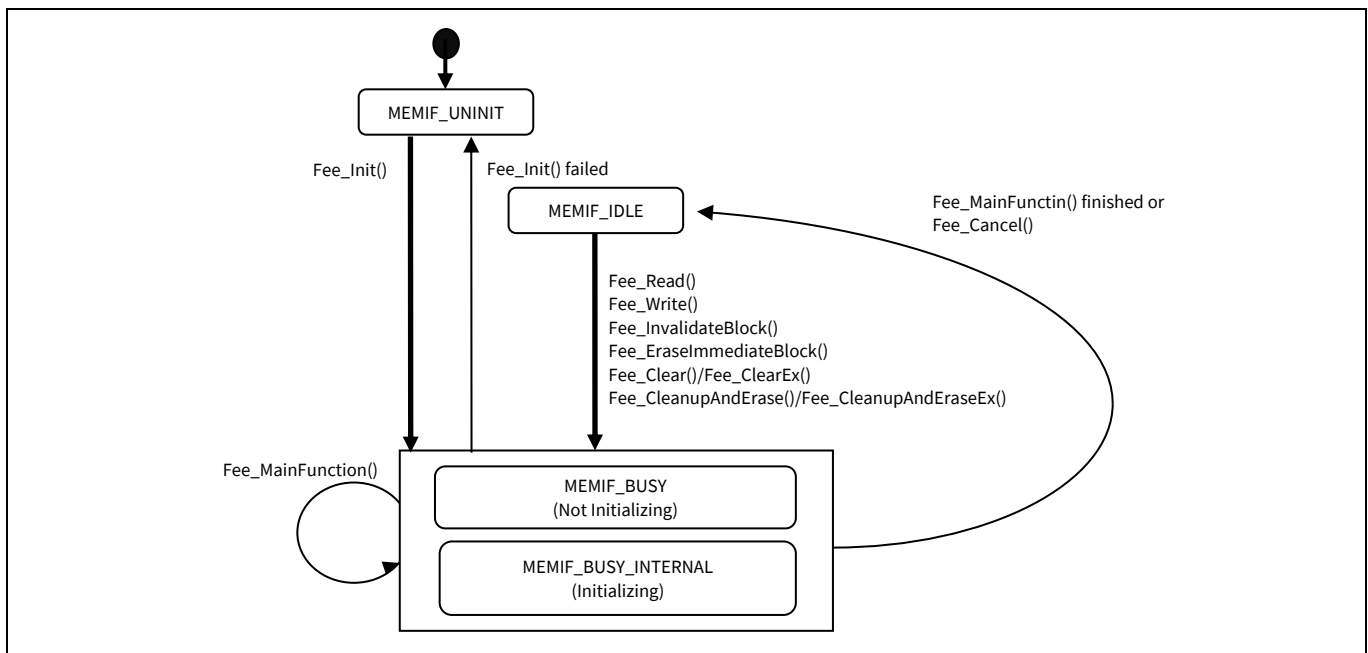 MEMIF_UNINIT
Fee_Init()
Fee_Init() failed
MEMIF_IDLE
Fee_MainFunctin() finished or
Fee_Cancel()
Fee_Read()
Fee_Write()
Fee_InvalidateBlock()
Fee_EraseImmediateBlock()
Fee_Clear()/Fee_ClearEx()
Fee_CleanupAndErase()/Fee_CleanupAndEraseEx()
Fee_MainFunction()
MEMIF_BUSY
(Not Initializing)
MEMIF_BUSY_INTERNAL
(Initializing)